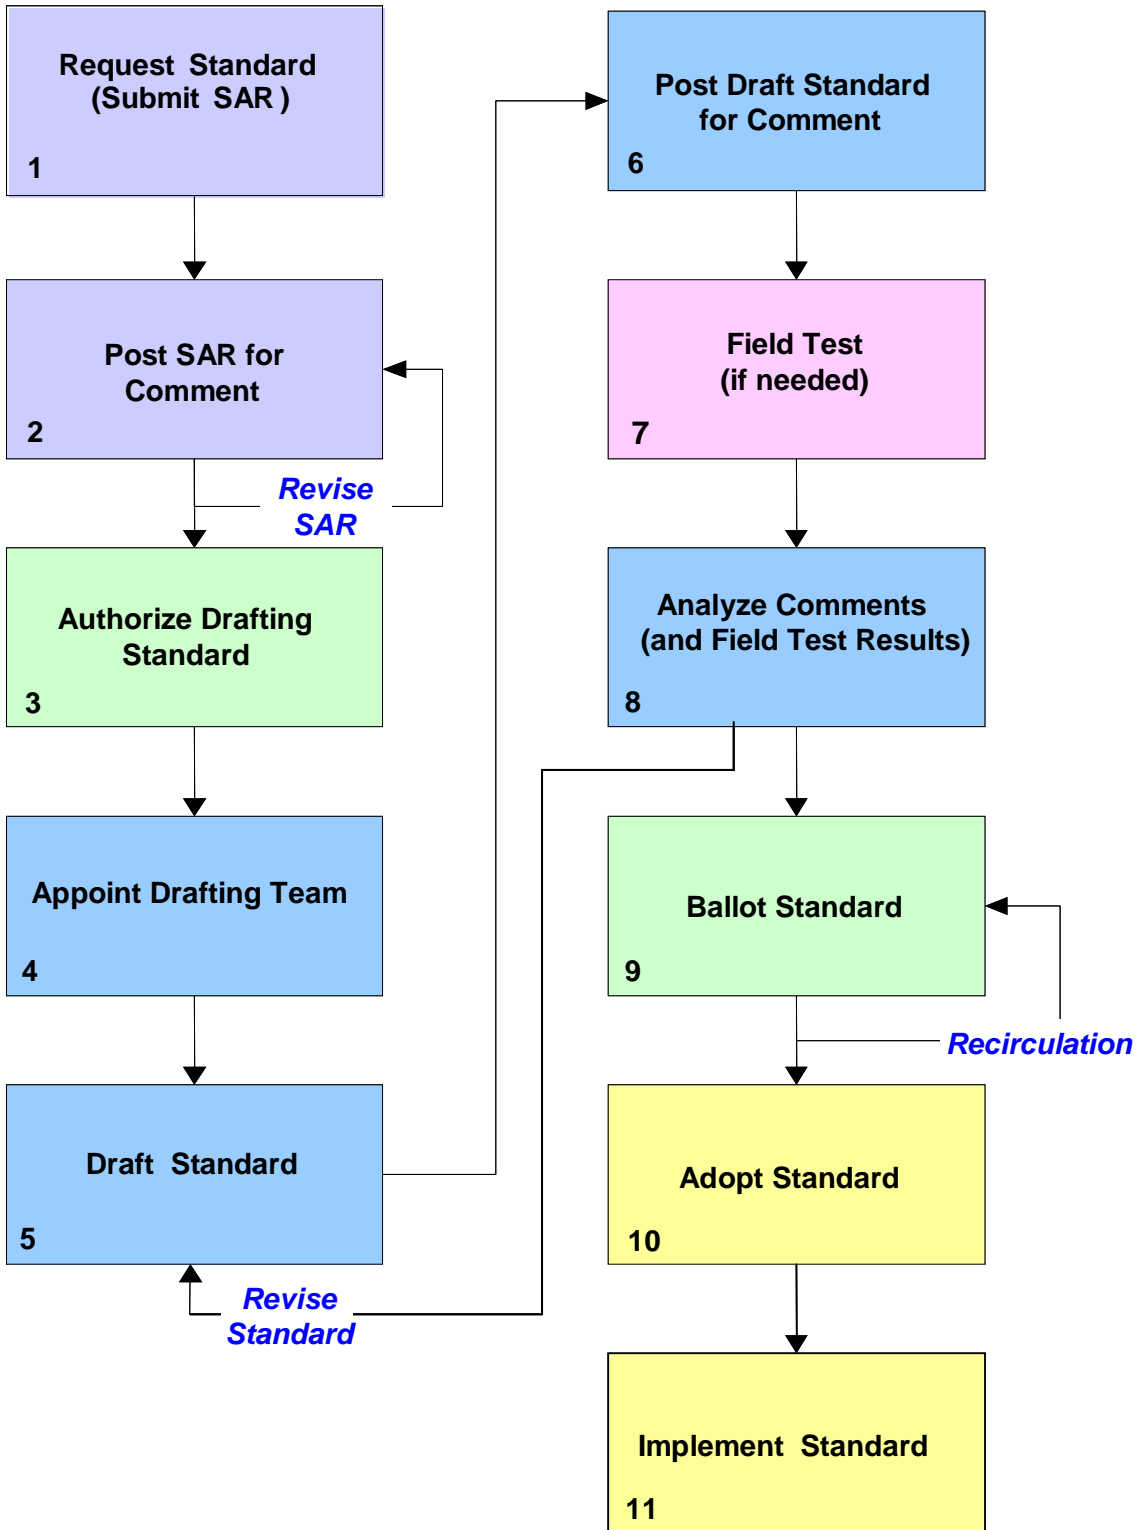 Request Standard
(Submit SAR )
1
Post SAR for
Comment
2
Revise
SAR
Authorize Drafting
Standard
3
Appoint Drafting Team
4
Draft Standard
5
Revise
Standard
Post Draft Standard
for Comment
6
Field Test
(if needed)
7
Analyze Comments
(and Field Test Results)
8
Ballot Standard
9
Recirculation
Adopt Standard
10
Implement Standard
11